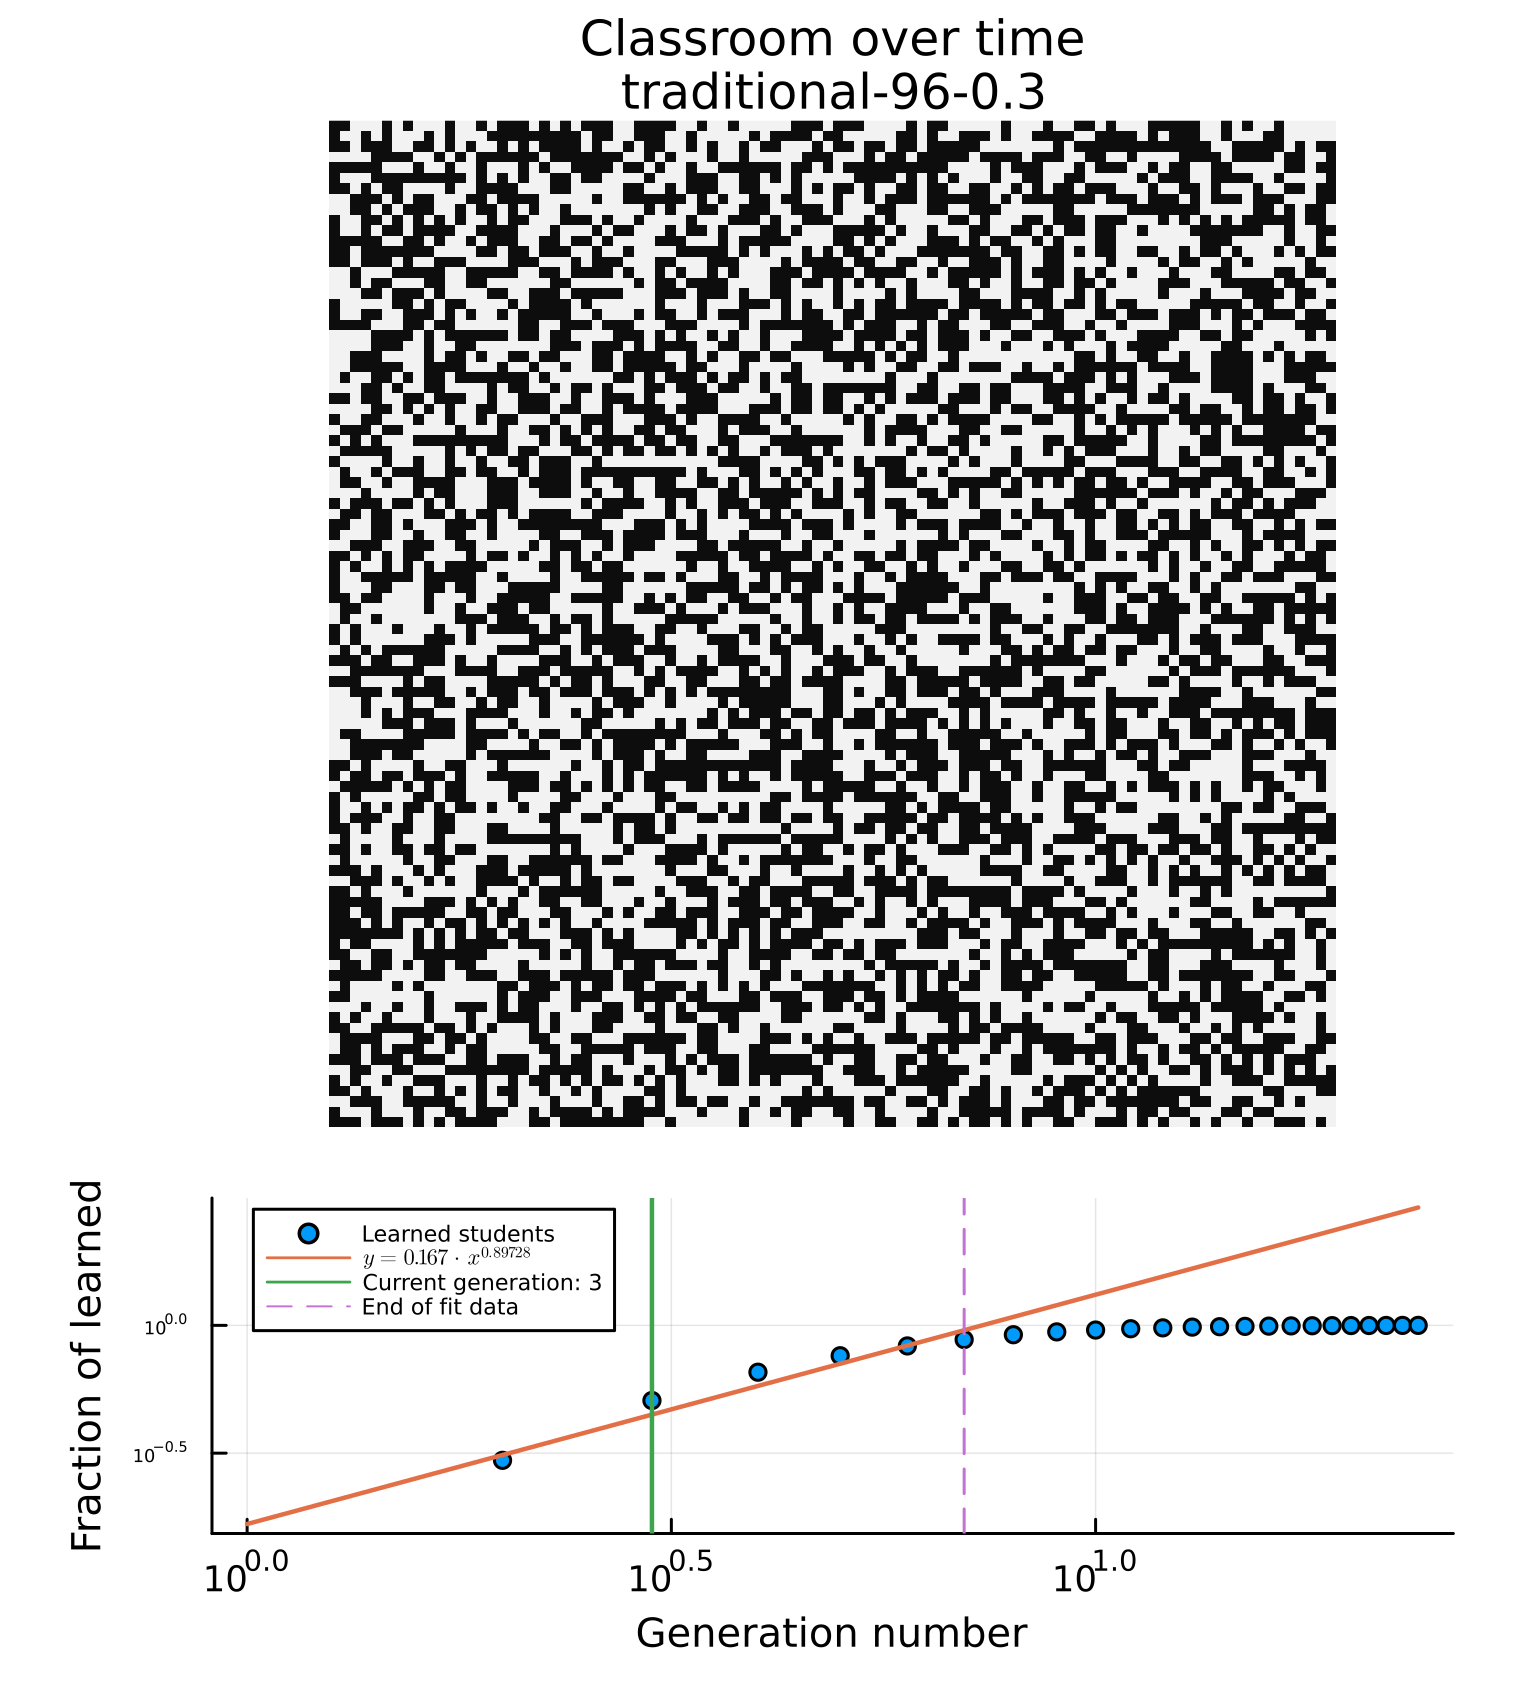 Classroom over time
traditional-96-0.3
Fraction of learned
Learned students
y = 0.167 · x^0.89728
Current generation: 3
End of fit data
10^0.0
10^−0.5
10^0.0
10^0.5
10^1.0
Generation number